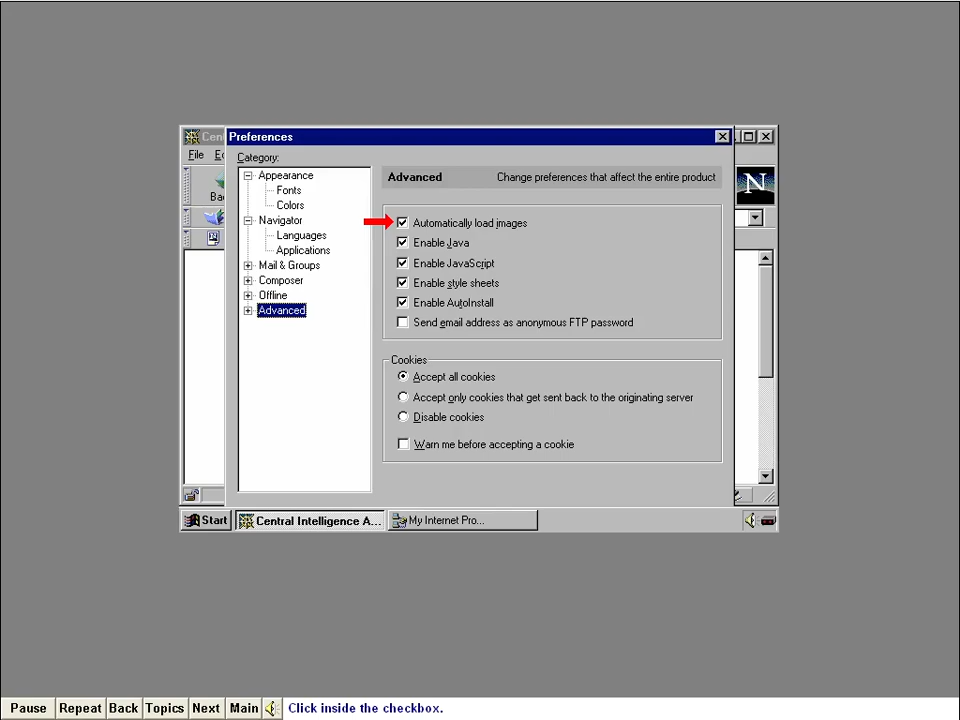 Cen
Preferences
File
Category:
Appearance
Fonts
Colors
Navigator
Languages
Applications
Mail & Groups
Composer
Offline
Advanced
Advanced Change preferences that affect the entire product
Automatically load images
Enable Java
Enable JavaScript
Enable style sheets
Enable AutoInstall
Send email address as anonymous FTP password
Cookies
Accept all cookies
Accept only cookies that get sent back to the originating server
Disable cookies
Warn me before accepting a cookie
N
Start Central Intelligence A... My Internet Pro...
Pause Repeat Back Topics Next Main Click inside the checkbox.